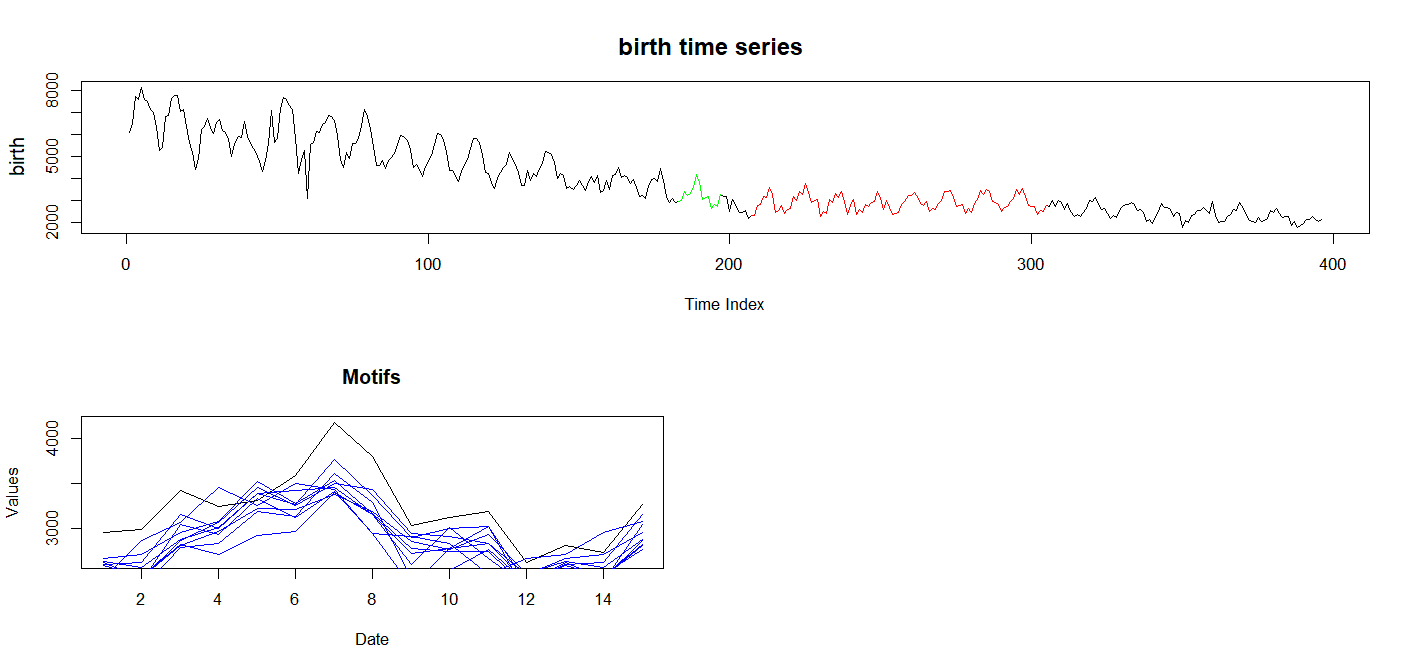 birth time series
birth
2000 5000 8000
0 100 200 300 400
Time Index
Motifs
Values
3000 4000
2 4 6 8 10 12 14
Date